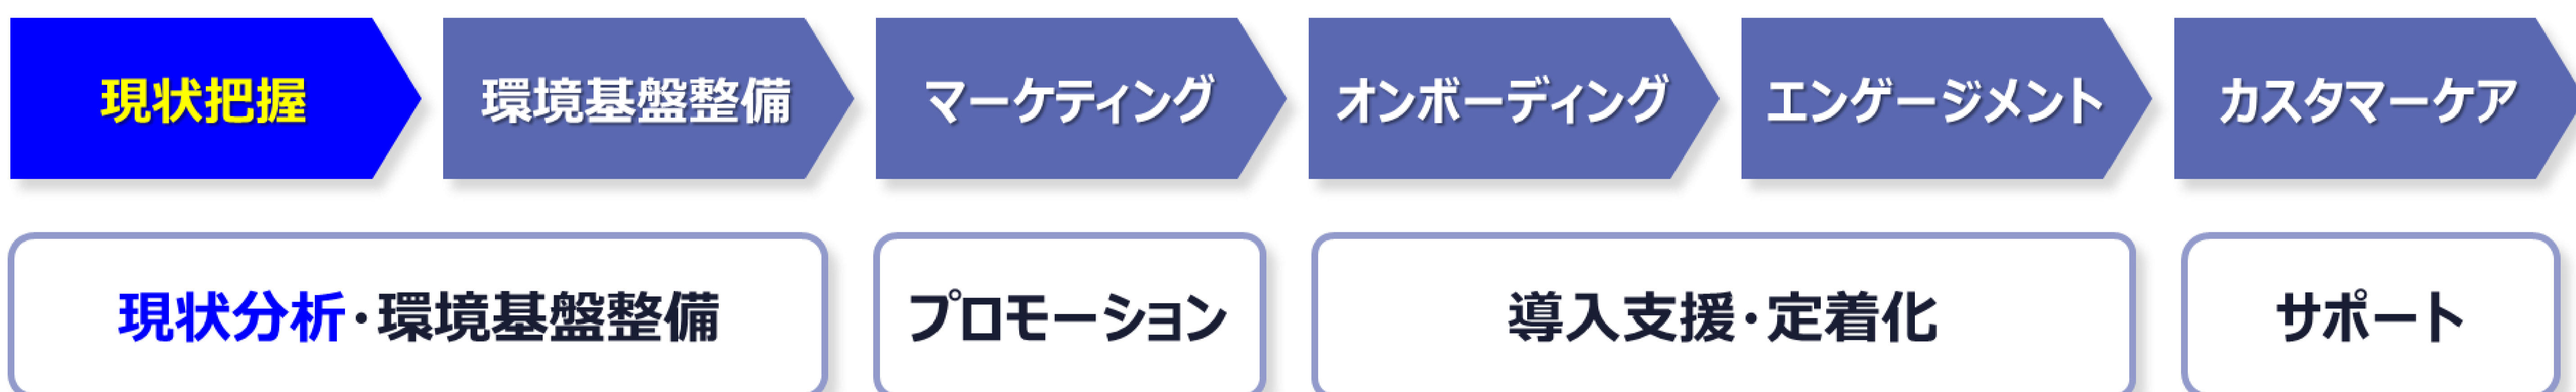 現状把握
環境基盤整備
マーケティング
オンボーディング
エンゲージメント
カスタマーケア
現状分析・環境基盤整備
プロモーション
導入支援・定着化
サポート